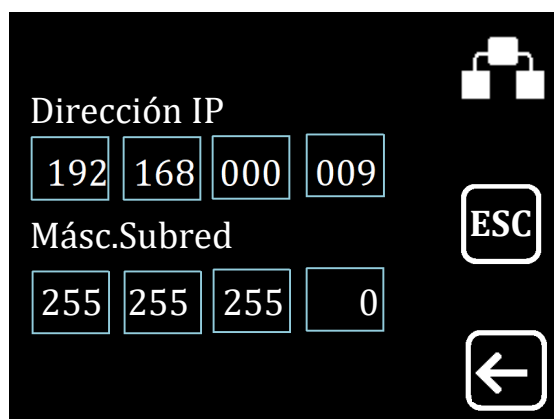 Dirección IP
192 168 000 009
ESC
Másc.Subred
255 255 255 0